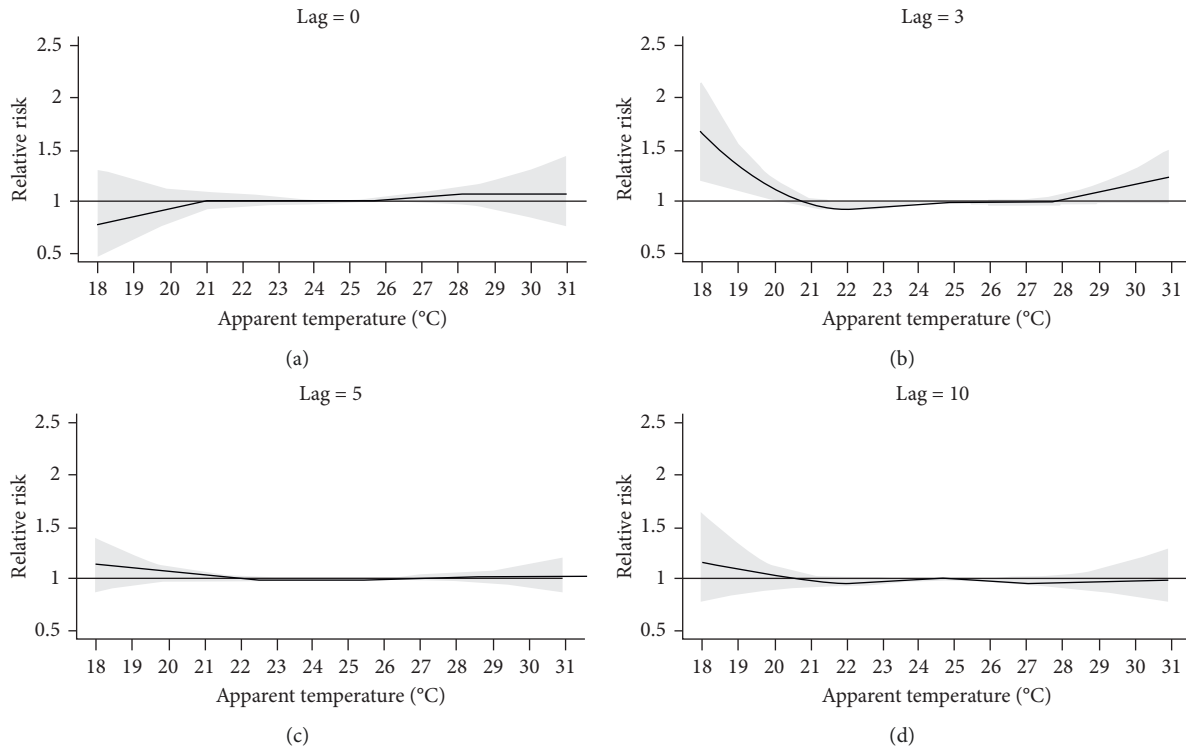 Lag = 0
Relative risk
2.5
2
1.5
1
0.5
18 19 20 21 22 23 24 25 26 27 28 29 30 31
Apparent temperature (°C)
(a)
Lag = 3
Relative risk
2.5
2
1.5
1
0.5
18 19 20 21 22 23 24 25 26 27 28 29 30 31
Apparent temperature (°C)
(b)
Lag = 5
Relative risk
2.5
2
1.5
1
0.5
18 19 20 21 22 23 24 25 26 27 28 29 30 31
Apparent temperature (°C)
(c)
Lag = 10
Relative risk
2.5
2
1.5
1
0.5
18 19 20 21 22 23 24 25 26 27 28 29 30 31
Apparent temperature (°C)
(d)